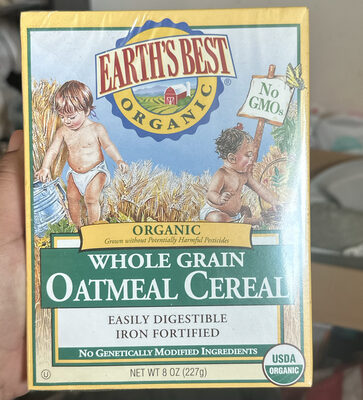 EARTH'S BEST
ORGANIC
®
No
GMOs
ORGANIC
Grown without Potentially Harmful Pesticides
WHOLE GRAIN
OATMEAL CEREAL
EASILY DIGESTIBLE
IRON FORTIFIED
NO GENETICALLY MODIFIED INGREDIENTS
USDA
ORGANIC
U
NET WT 8 OZ (227g)